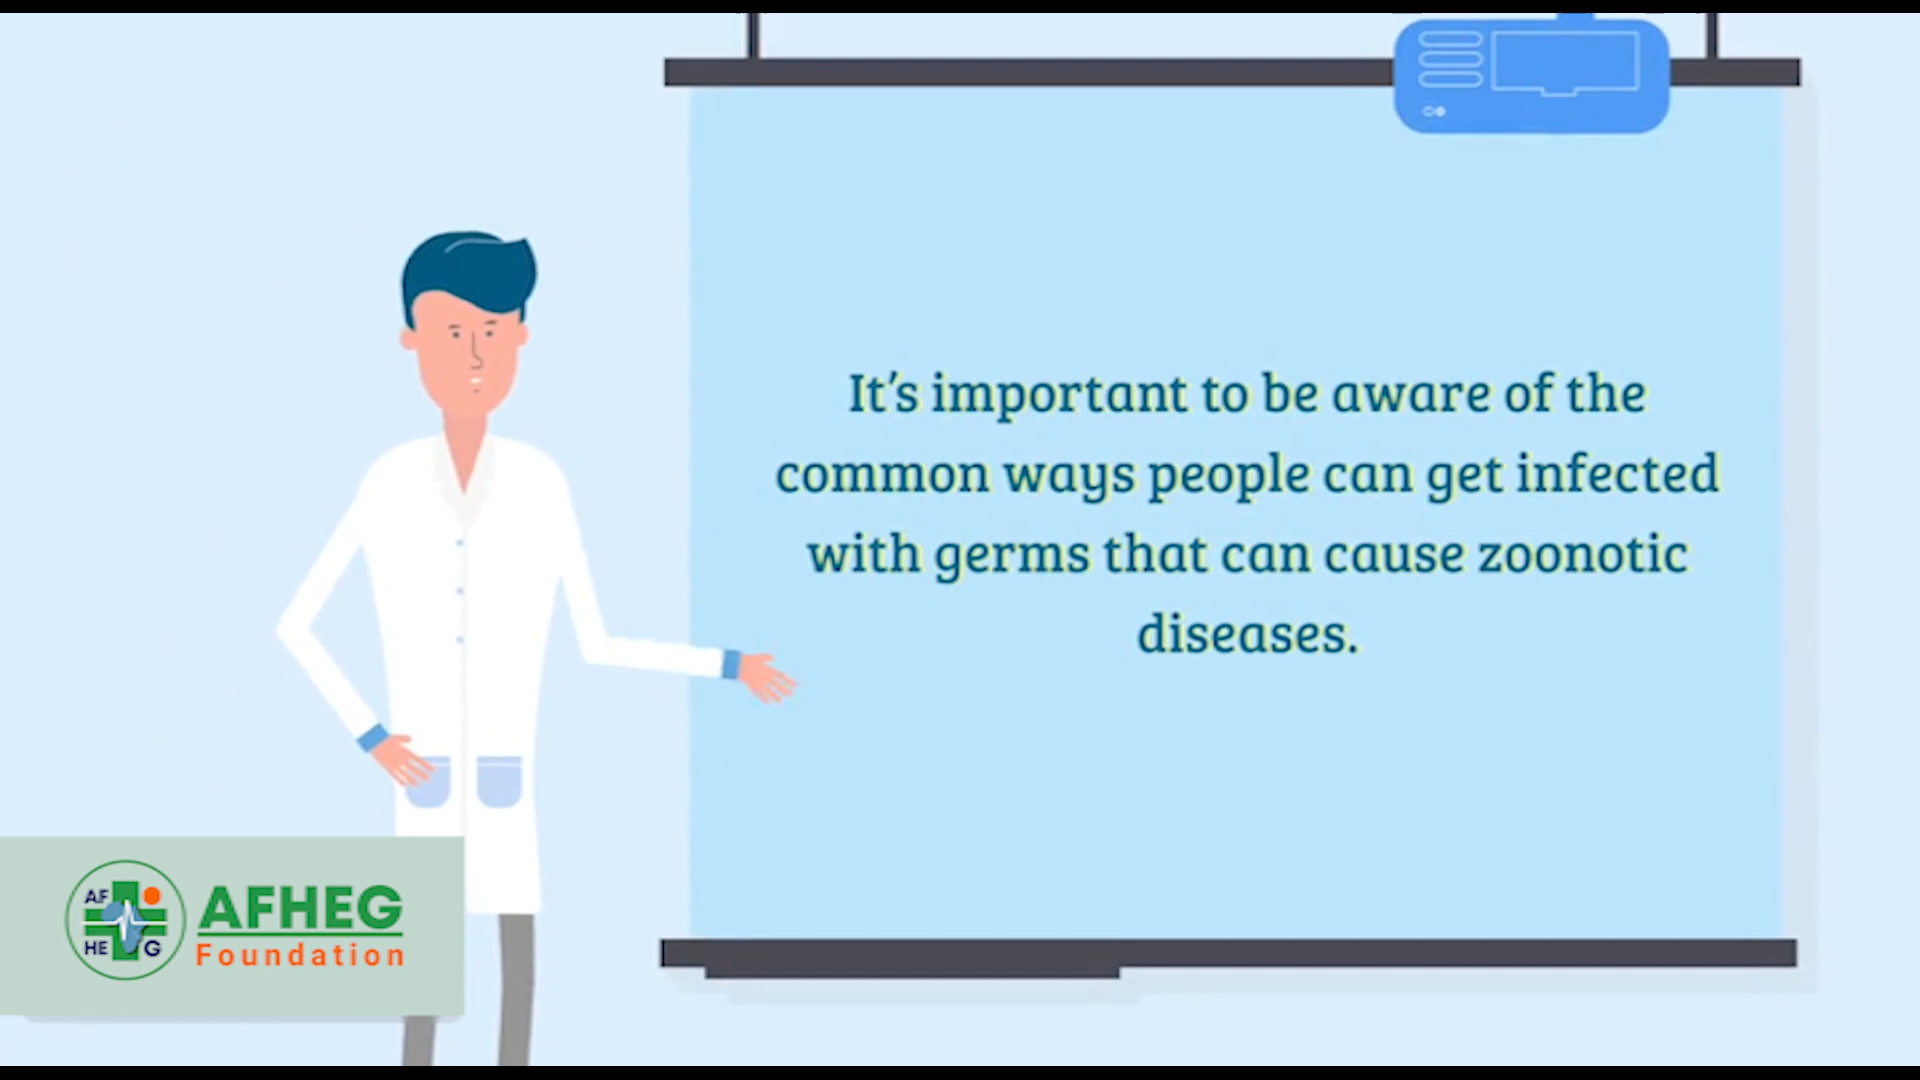 It's important to be aware of the
common ways people can get infected
with germs that can cause zoonotic
diseases.
AF
HE G
AFHEG
Foundation